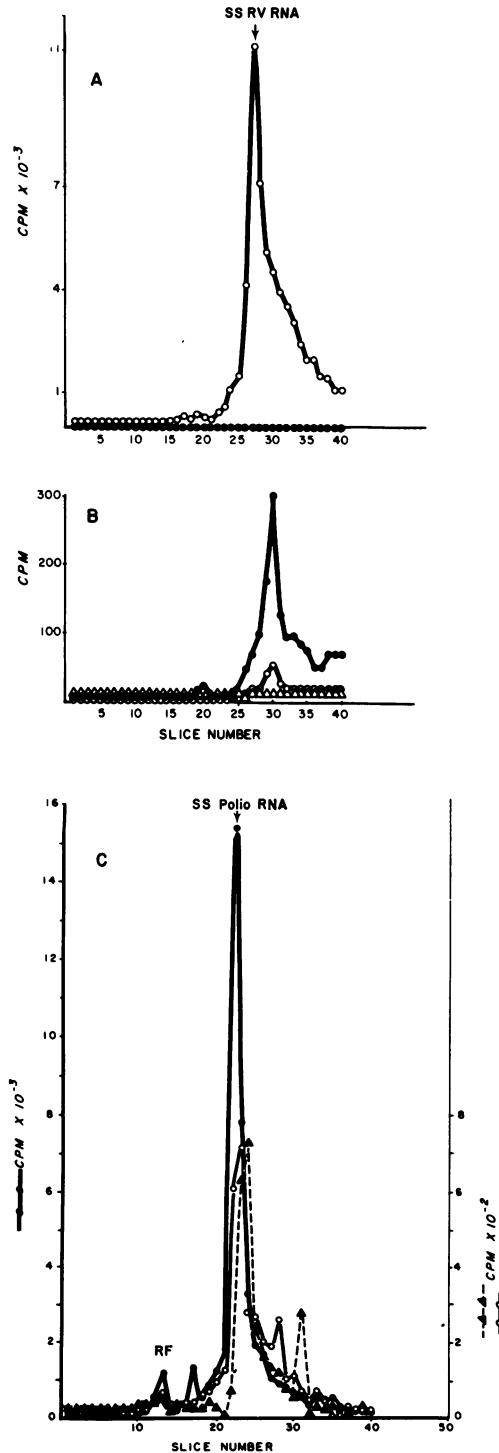 SS RV RNA
A
11
7
4
1
CPM X 10⁻³
5 10 15 20 25 30 35 40
B
300
200
100
CPM
5 10 15 20 25 30 35 40
SLICE NUMBER
SS Polio RNA
C
16
14
12
10
8
6
4
2
0
CPM X 10⁻³
8
6
4
2
0
CPM X 10⁻²
RF
10 20 30 40 50
SLICE NUMBER